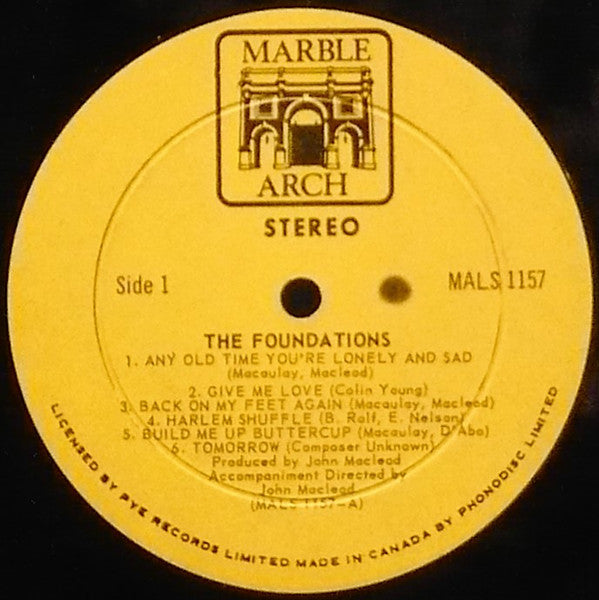 MARBLE
ARCH
STEREO
Side 1
MALS 1157
THE FOUNDATIONS
1. ANY OLD TIME YOU'RE LONELY AND SAD
(Macaulay, Macleod)
2. GIVE ME LOVE (Colin Young)
3. BACK ON MY FEET AGAIN (Macaulay, Macleod)
4. HARLEM SHUFFLE (B. Rolf, E. Nelson)
5. BUILD ME UP BUTTERCUP (Macaulay, D'Abo)
6. TOMORROW (Composer Unknown)
Produced by John Macleod
Accompaniment Directed by
John Macleod
(MALS 1157-A)
LICENSED BY PYE RECORDS LIMITED MADE IN CANADA BY PHONODISC LIMITED